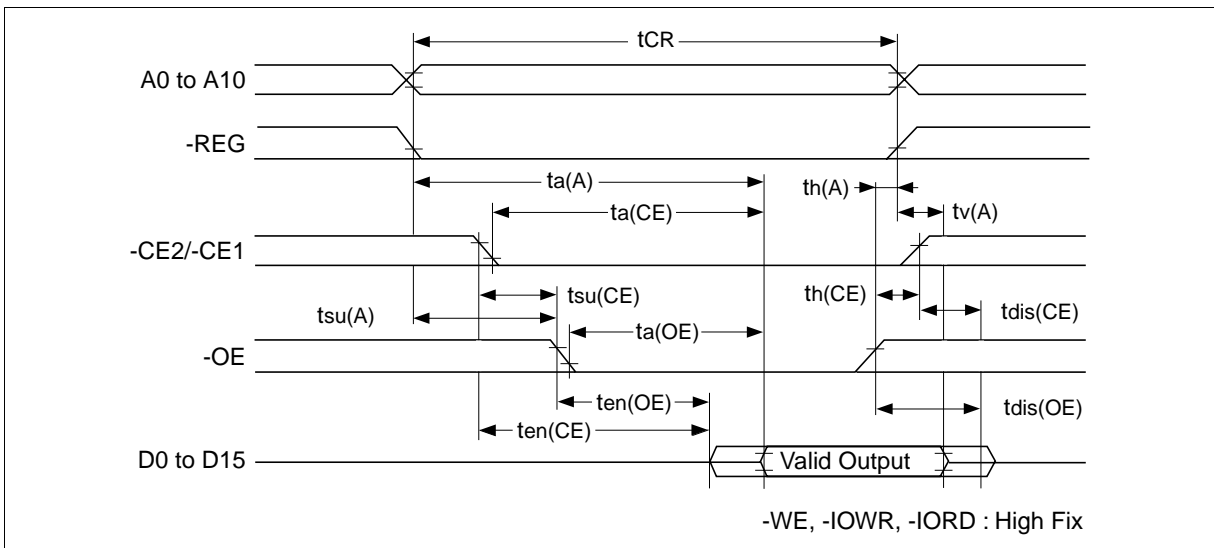 tCR
A0 to A10
-REG
ta(A)
th(A)
ta(CE)
tv(A)
-CE2/-CE1
tsu(CE)
th(CE)
tsu(A)
tdis(CE)
ta(OE)
-OE
ten(OE)
tdis(OE)
ten(CE)
D0 to D15
Valid Output
-WE, -IOWR, -IORD : High Fix